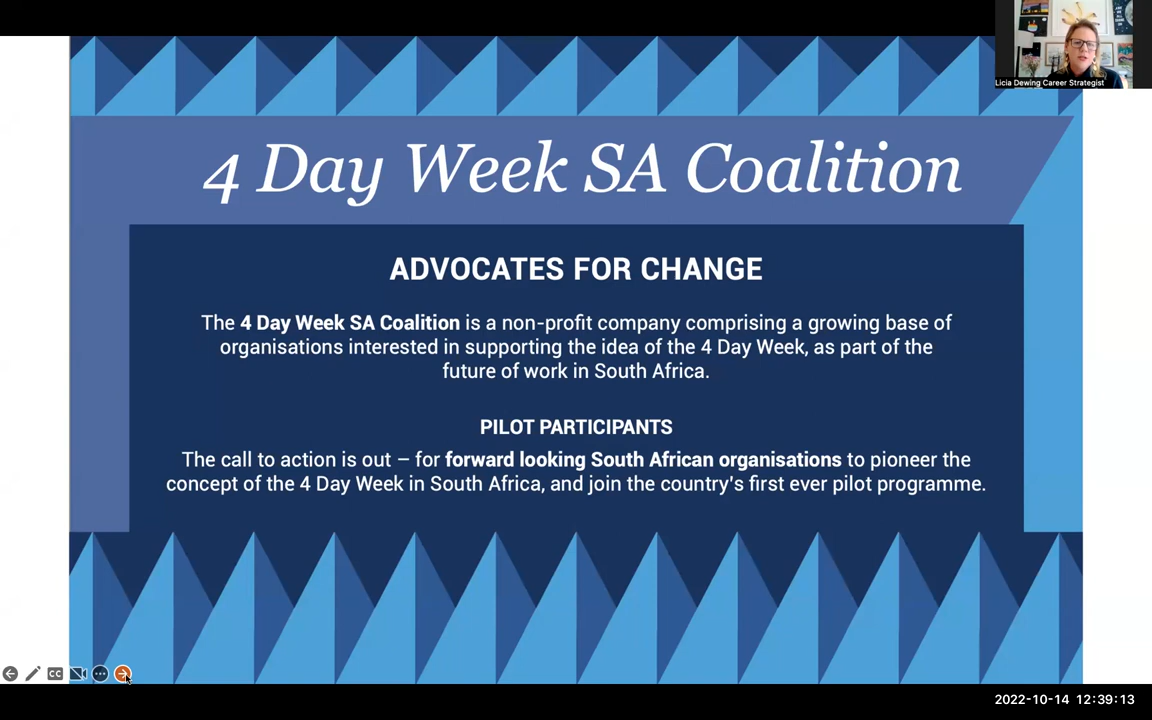 Licia Dewing Career Strategist
4 Day Week SA Coalition
ADVOCATES FOR CHANGE
The 4 Day Week SA Coalition is a non-profit company comprising a growing base of
organisations interested in supporting the idea of the 4 Day Week, as part of the
future of work in South Africa.
PILOT PARTICIPANTS
The call to action is out – for forward looking South African organisations to pioneer the
concept of the 4 Day Week in South Africa, and join the country's first ever pilot programme.
CC
2022-10-14 12:39:13